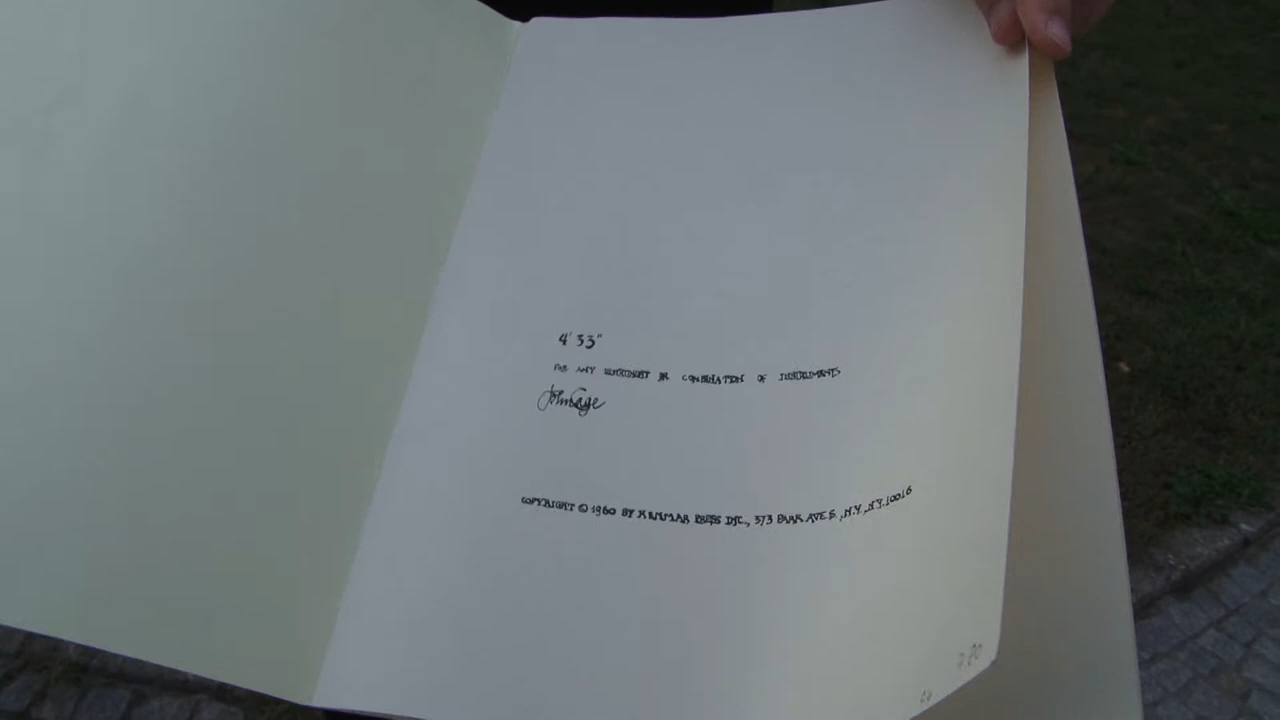 4' 33"
FOR ANY INSTRUMENT OR COMBINATION OF INSTRUMENTS
John Cage
COPYRIGHT © 1960 BY HENMAR PRESS INC., 373 PARK AVE S., N.Y., N.Y. 10016